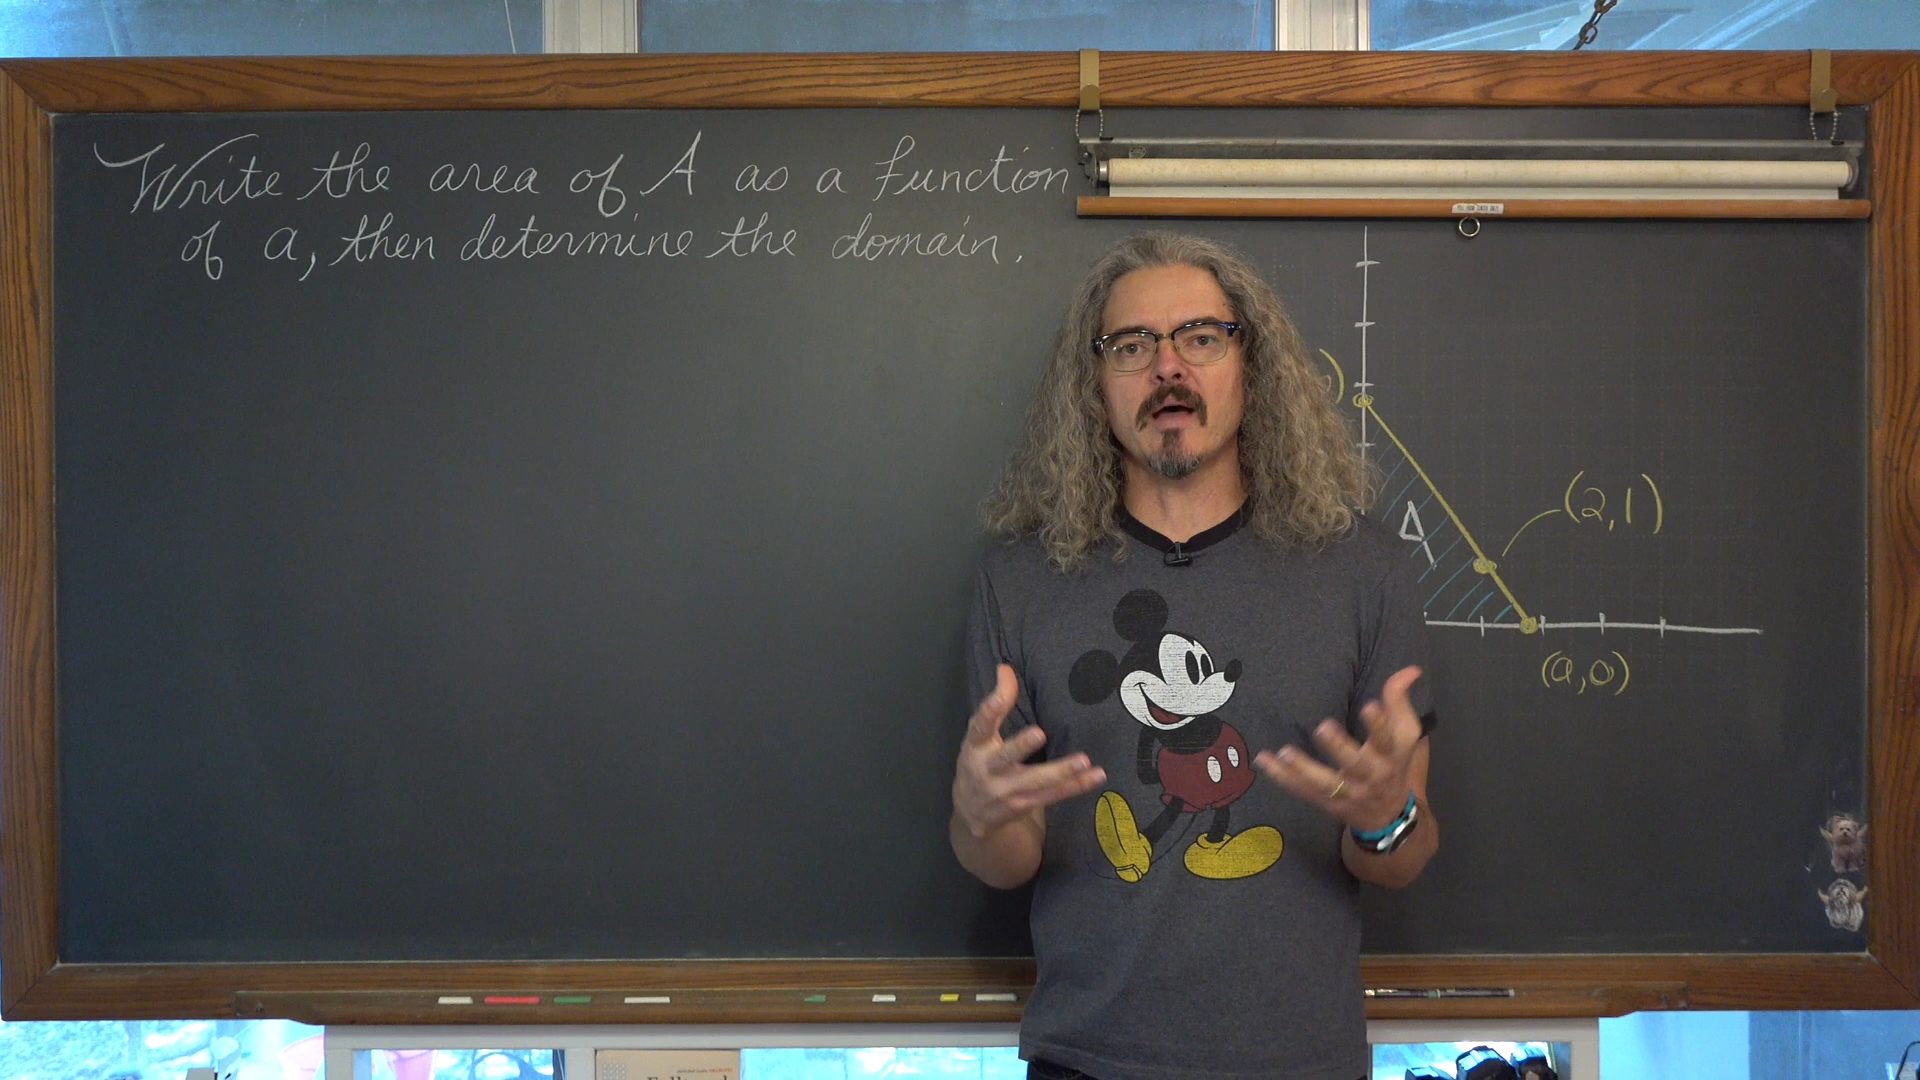 Write the area of A as a function
of a, then determine the domain.
(2,1)
A
(a,0)